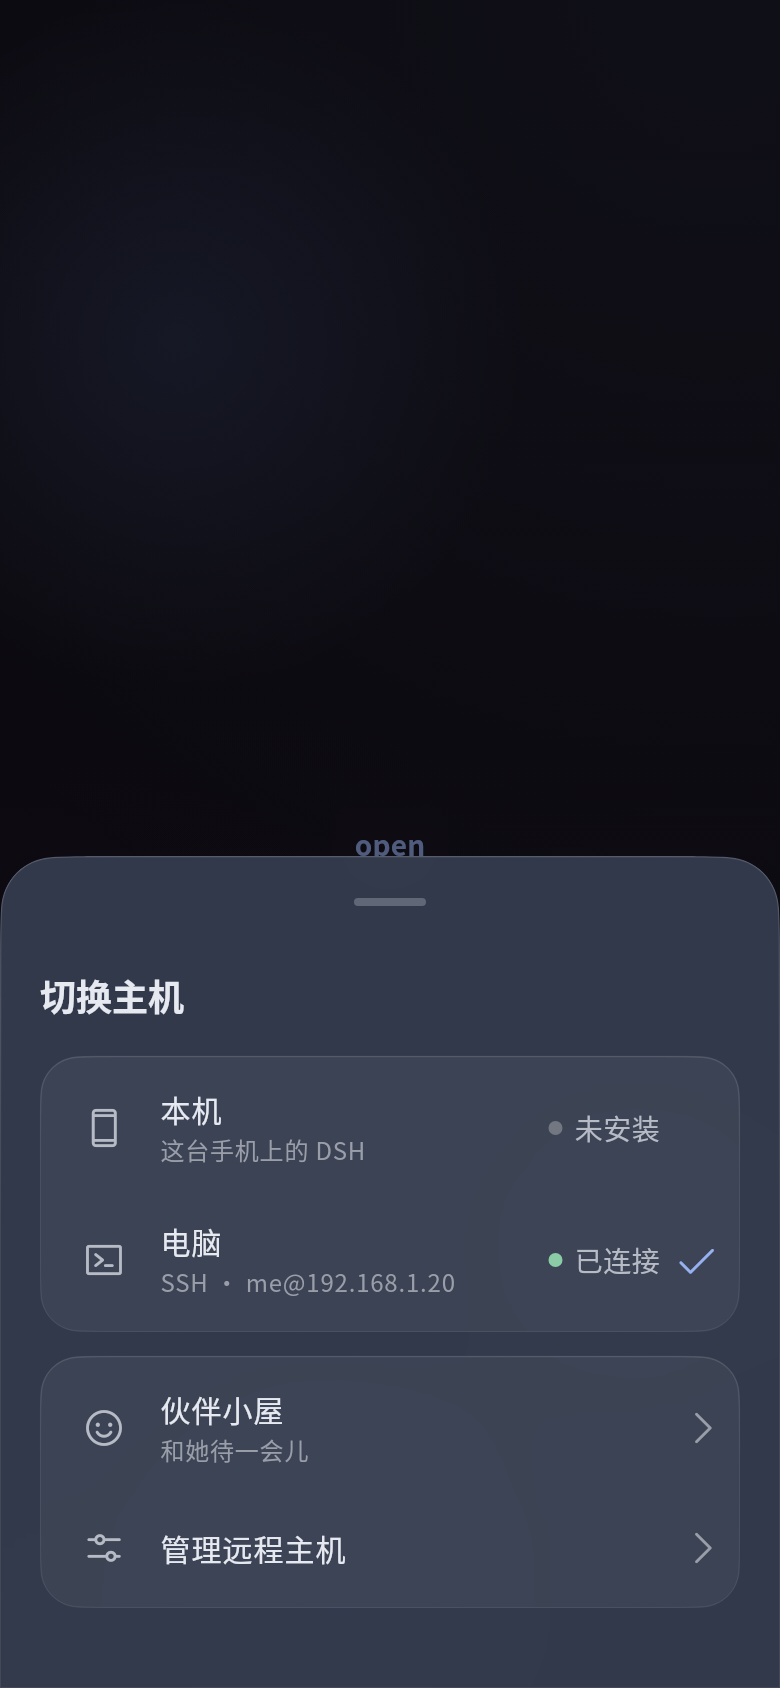 open
切换主机
本机
这台手机上的 DSH
未安装
电脑
SSH · me@192.168.1.20
已连接
伙伴小屋
和她待一会儿
管理远程主机